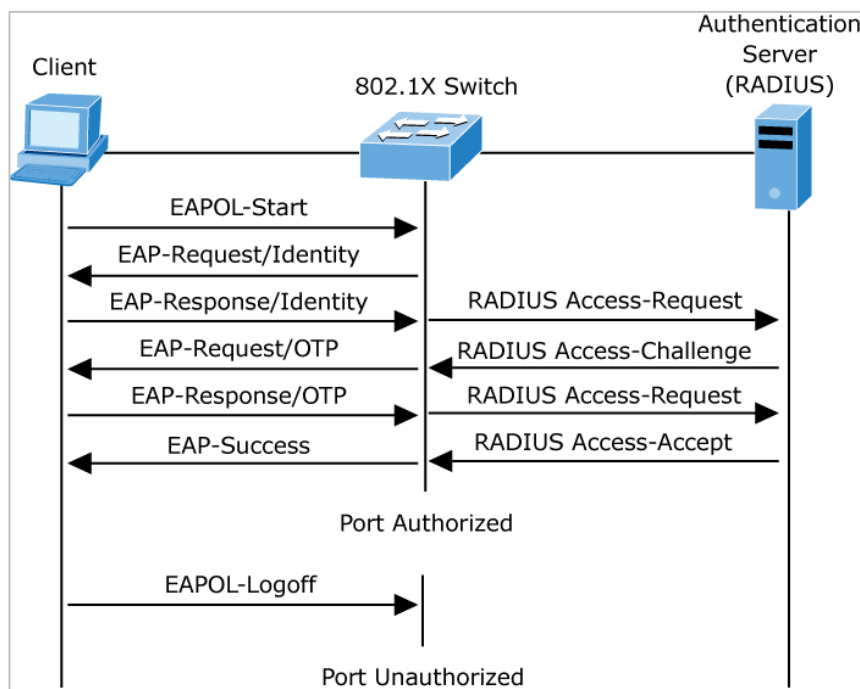 Authentication
Server
(RADIUS)
Client
802.1X Switch
EAPOL-Start
EAP-Request/Identity
EAP-Response/Identity
RADIUS Access-Request
EAP-Request/OTP
RADIUS Access-Challenge
EAP-Response/OTP
RADIUS Access-Request
EAP-Success
RADIUS Access-Accept
Port Authorized
EAPOL-Logoff
Port Unauthorized